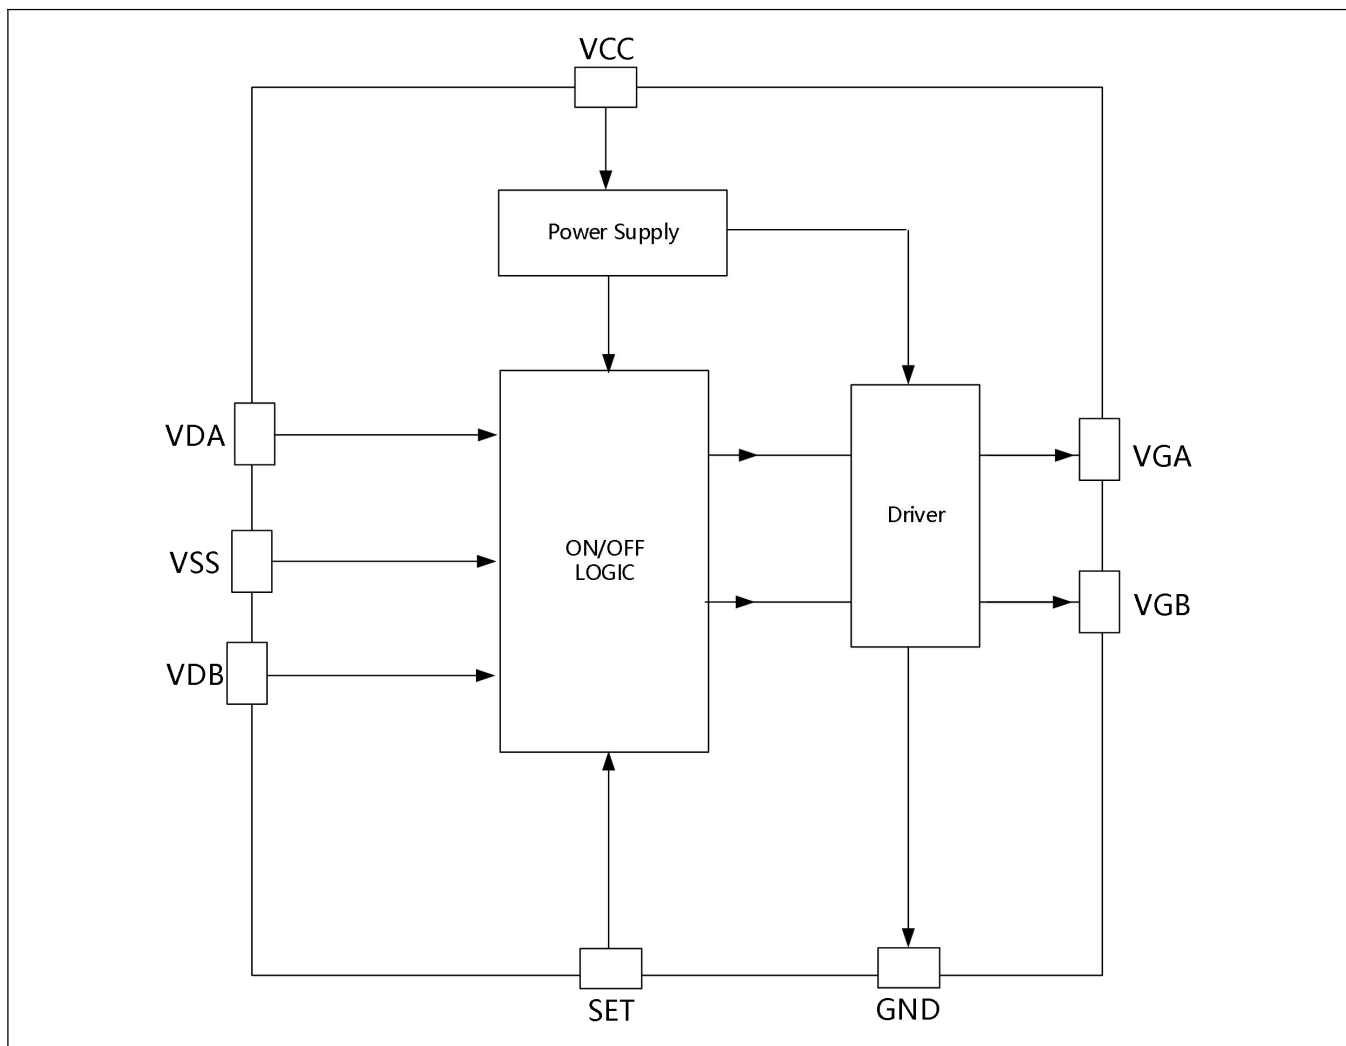 VCC
Power Supply
VDA
VGA
Driver
ON/OFF
LOGIC
VSS
VGB
VDB
SET
GND